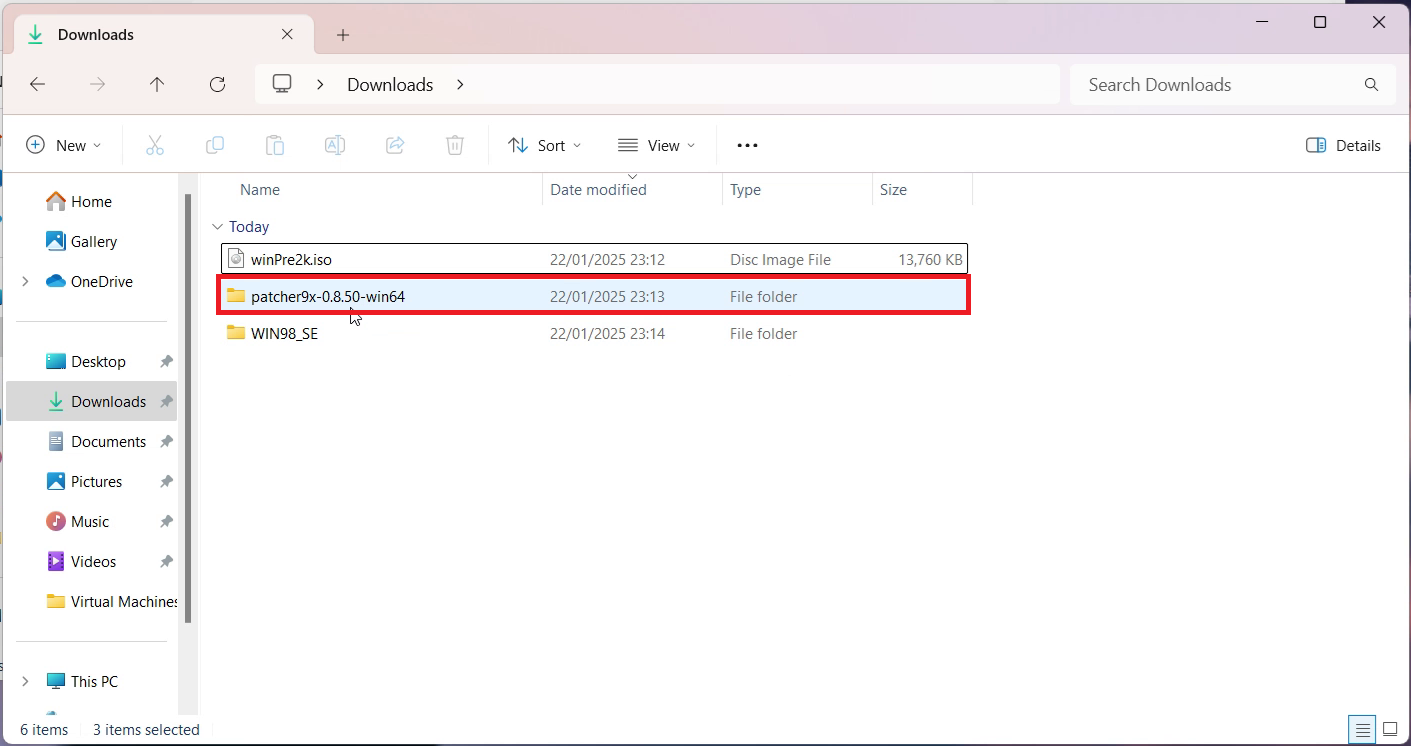 Downloads
Downloads
Search Downloads
New
Sort
View
Details
Name Date modified Type Size
Today
winPre2k.iso 22/01/2025 23:12 Disc Image File 13,760 KB
patcher9x-0.8.50-win64 22/01/2025 23:13 File folder
WIN98_SE 22/01/2025 23:14 File folder
Home
Gallery
OneDrive
Desktop
Downloads
Documents
Pictures
Music
Videos
Virtual Machines
This PC
6 items 3 items selected